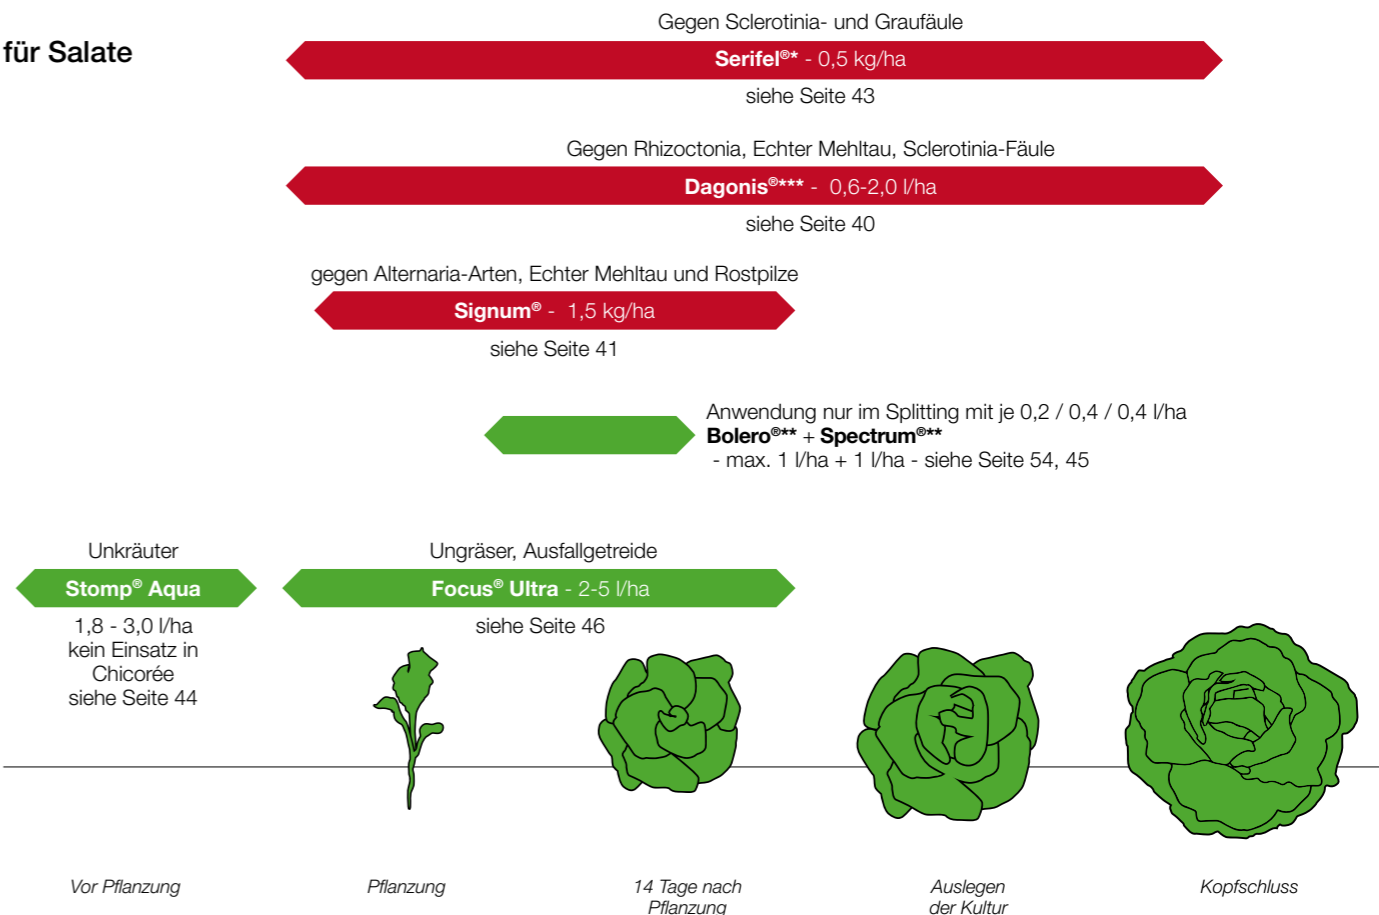 für Salate
Gegen Sclerotinia- und Graufäule
Serifel®* - 0,5 kg/ha
siehe Seite 43
Gegen Rhizoctonia, Echter Mehltau, Sclerotinia-Fäule
Dagonis®*** - 0,6-2,0 l/ha
siehe Seite 40
gegen Alternaria-Arten, Echter Mehltau und Rostpilze
Signum® - 1,5 kg/ha
siehe Seite 41
Anwendung nur im Splitting mit je 0,2 / 0,4 / 0,4 l/ha
Bolero®** + Spectrum®**
- max. 1 l/ha + 1 l/ha - siehe Seite 54, 45
Unkräuter
Stomp® Aqua
1,8 - 3,0 l/ha
kein Einsatz in
Chicorée
siehe Seite 44
Ungräser, Ausfallgetreide
Focus® Ultra - 2-5 l/ha
siehe Seite 46
Vor Pflanzung
Pflanzung
14 Tage nach
Pflanzung
Auslegen
der Kultur
Kopfschluss